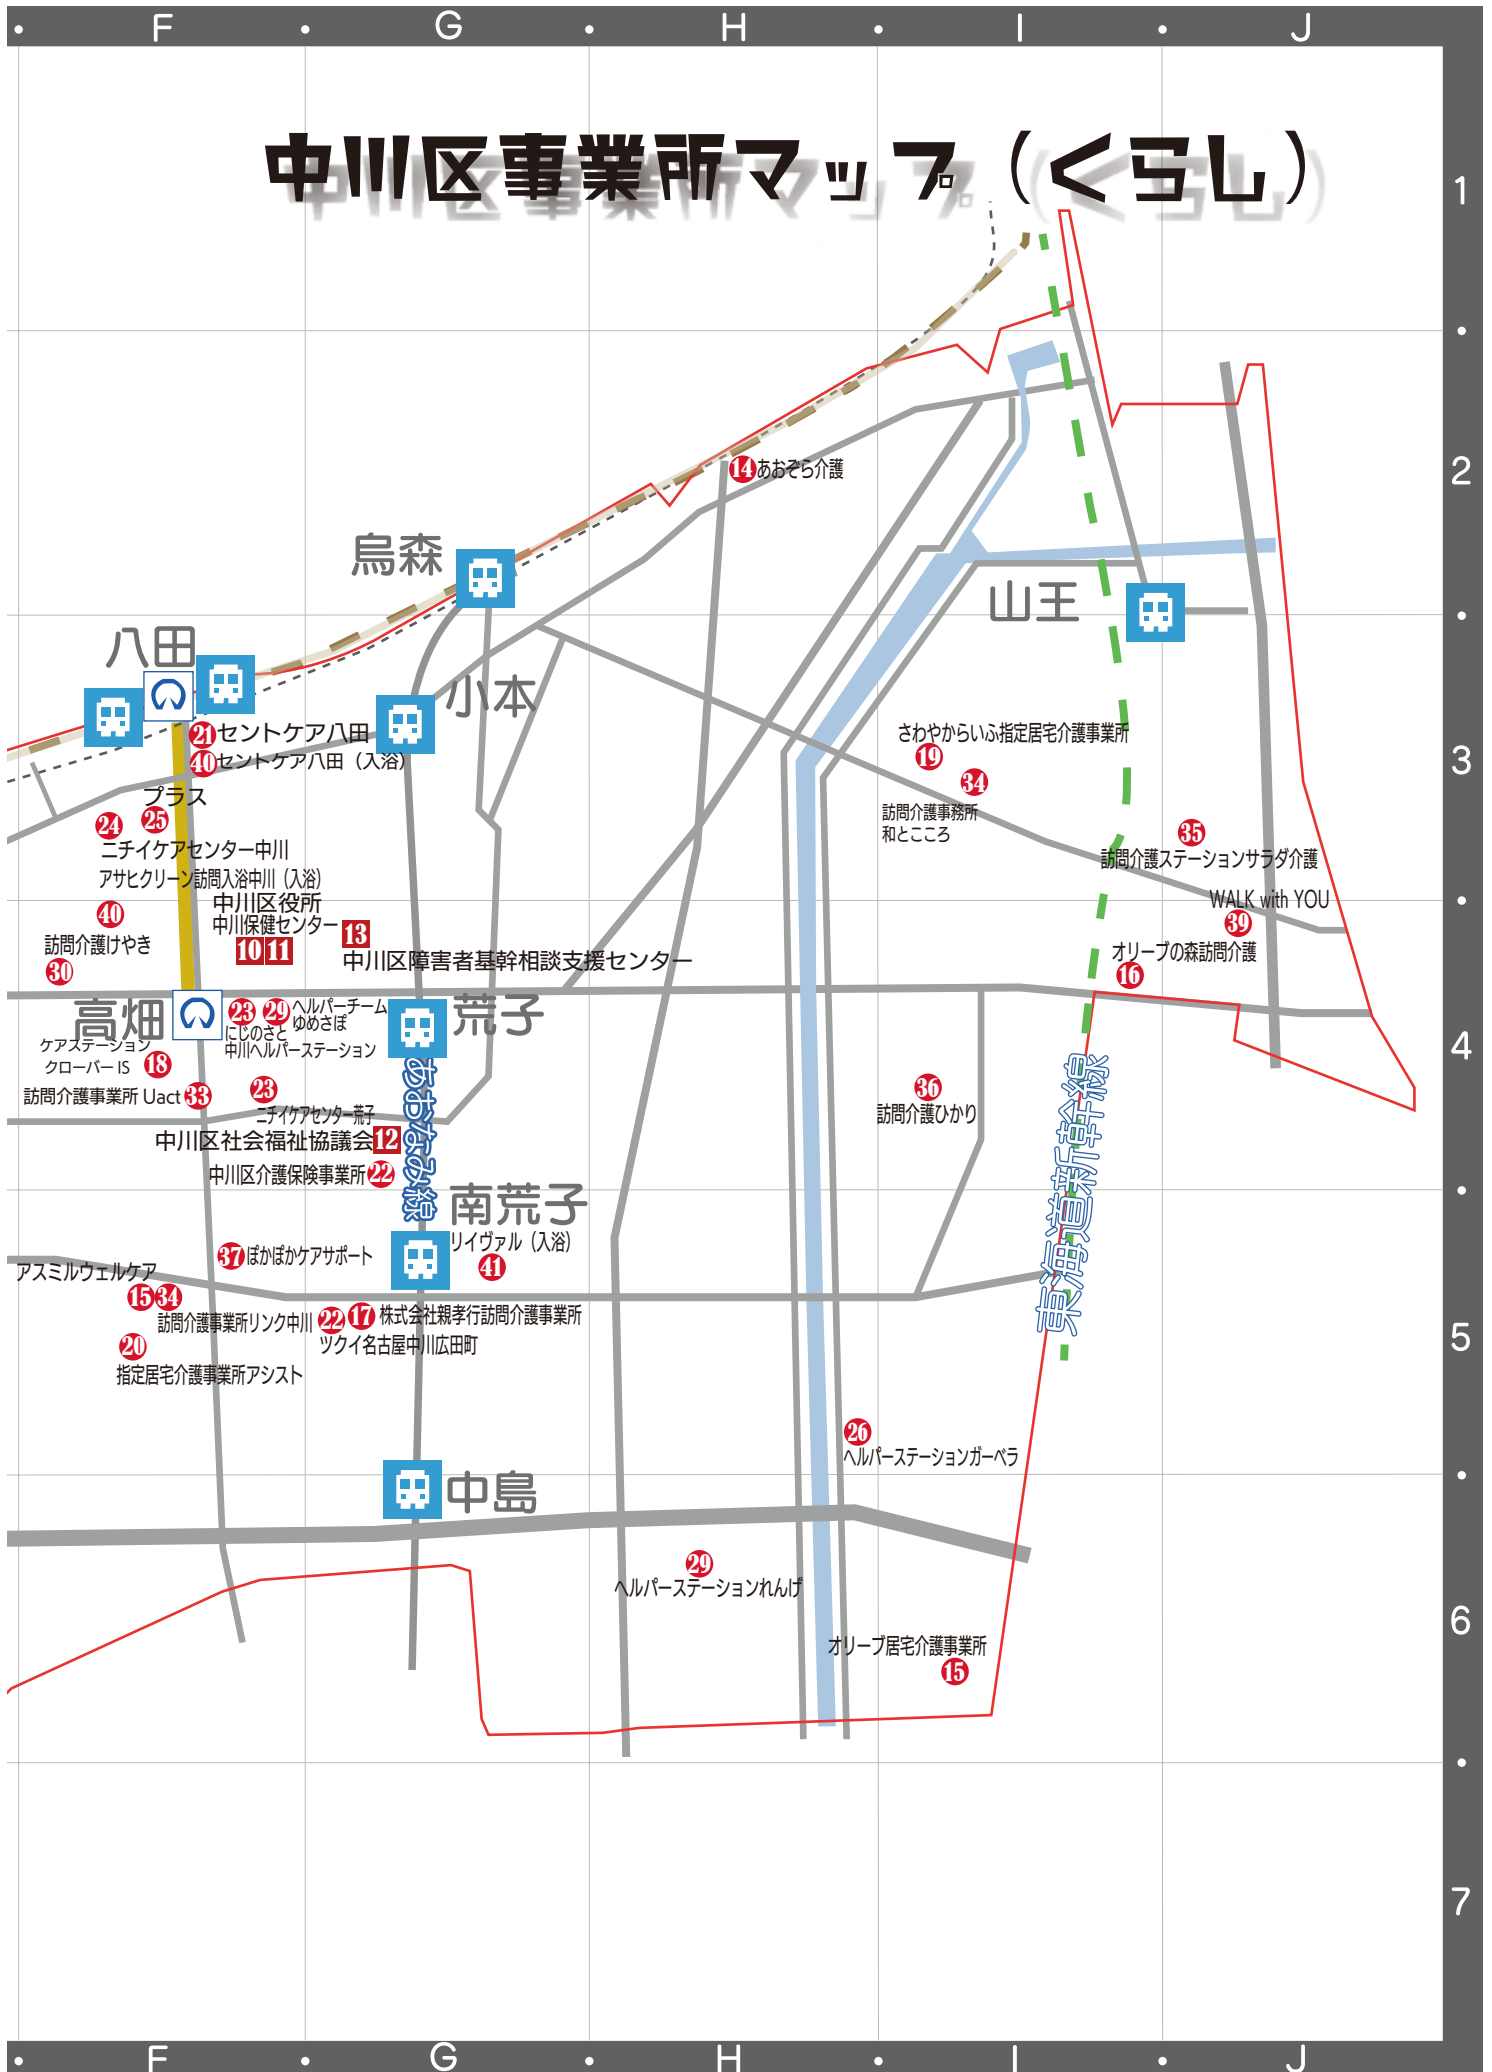 F G H I J
中川区事業所マップ（くらし）
1
2
14 あおぞら介護
烏森
山王
八田
小本
21 セントケア八田
40 セントケア八田（入浴）
さわやからいふ指定居宅介護事業所
19
34
訪問介護事務所
和とこころ
3
プラス
24 25
ニチイケアセンター中川
アサヒクリーン訪問入浴中川（入浴）
35
訪問介護ステーションサラダ介護
WALK with YOU
39
中川区役所
中川保健センター
10 11
13
中川区障害者基幹相談支援センター
40
訪問介護けやき
30
オリーブの森訪問介護
16
高畑
23 29 ヘルパーチーム
ゆめさぽ
にじのさと
中川ヘルパーステーション
荒子
ケアステーション
クローバー IS 18
訪問介護事業所 Uact 33
23
ニチイケアセンター荒子
中川区社会福祉協議会 12
中川区介護保険事業所 22
あおなみ線
36
訪問介護ひかり
4
東海道新幹線
南荒子
リイヴァル（入浴）
41
37 ぽかぽかケアサポート
アスミルウェルケア
15 34
訪問介護事業所リンク中川
22 17 株式会社親孝行訪問介護事業所
ツクイ名古屋中川広田町
20
指定居宅介護事業所アシスト
5
26
ヘルパーステーションガーベラ
中島
29
ヘルパーステーションれんげ
オリーブ居宅介護事業所
15
6
7
F G H I J